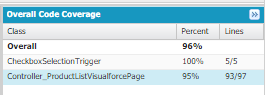 Overall Code Coverage
Class Percent Lines
Overall 96%
CheckboxSelectionTrigger 100% 5/5
Controller_ProductListVisualforcePage 95% 93/97